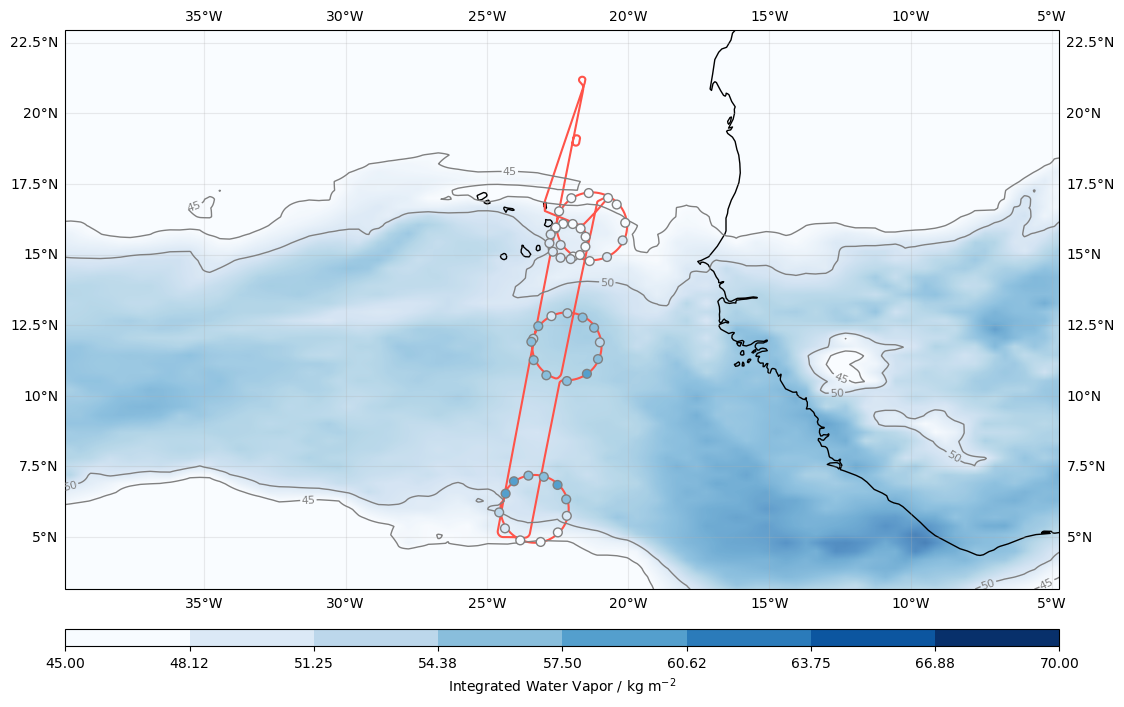 35°W 30°W 25°W 20°W 15°W 10°W 5°W
22.5°N 22.5°N
20°N 20°N
17.5°N 45 17.5°N
45
15°N 15°N
50
12.5°N 12.5°N
45
10°N 50 10°N
50
7.5°N 7.5°N
50 45
5°N 5°N
50 45
35°W 30°W 25°W 20°W 15°W 10°W 5°W
45.00 48.12 51.25 54.38 57.50 60.62 63.75 66.88 70.00
Integrated Water Vapor / kg m⁻²